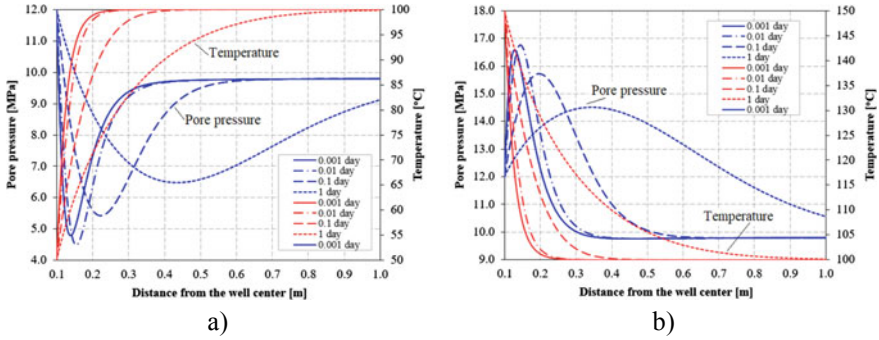 12.0
11.0
10.0
9.0
8.0
7.0
6.0
5.0
4.0
Pore pressure [MPa]
0.1 0.2 0.3 0.4 0.5 0.6 0.7 0.8 0.9 1.0
Distance from the well center [m]
100
95
90
85
80
75
70
65
60
55
50
Temperature [°C]
Temperature
Pore pressure
0.001 day
0.01 day
0.1 day
1 day
0.001 day
0.01 day
0.1 day
1 day
0.001 day
a)
18.0
17.0
16.0
15.0
14.0
13.0
12.0
11.0
10.0
9.0
Pore pressure [MPa]
0.1 0.2 0.3 0.4 0.5 0.6 0.7 0.8 0.9 1.0
Distance from the well center [m]
150
145
140
135
130
125
120
115
110
105
100
Temperature [°C]
0.001 day
0.01 day
0.1 day
1 day
0.001 day
0.01 day
0.1 day
1 day
0.001 day
Pore pressure
Temperature
b)